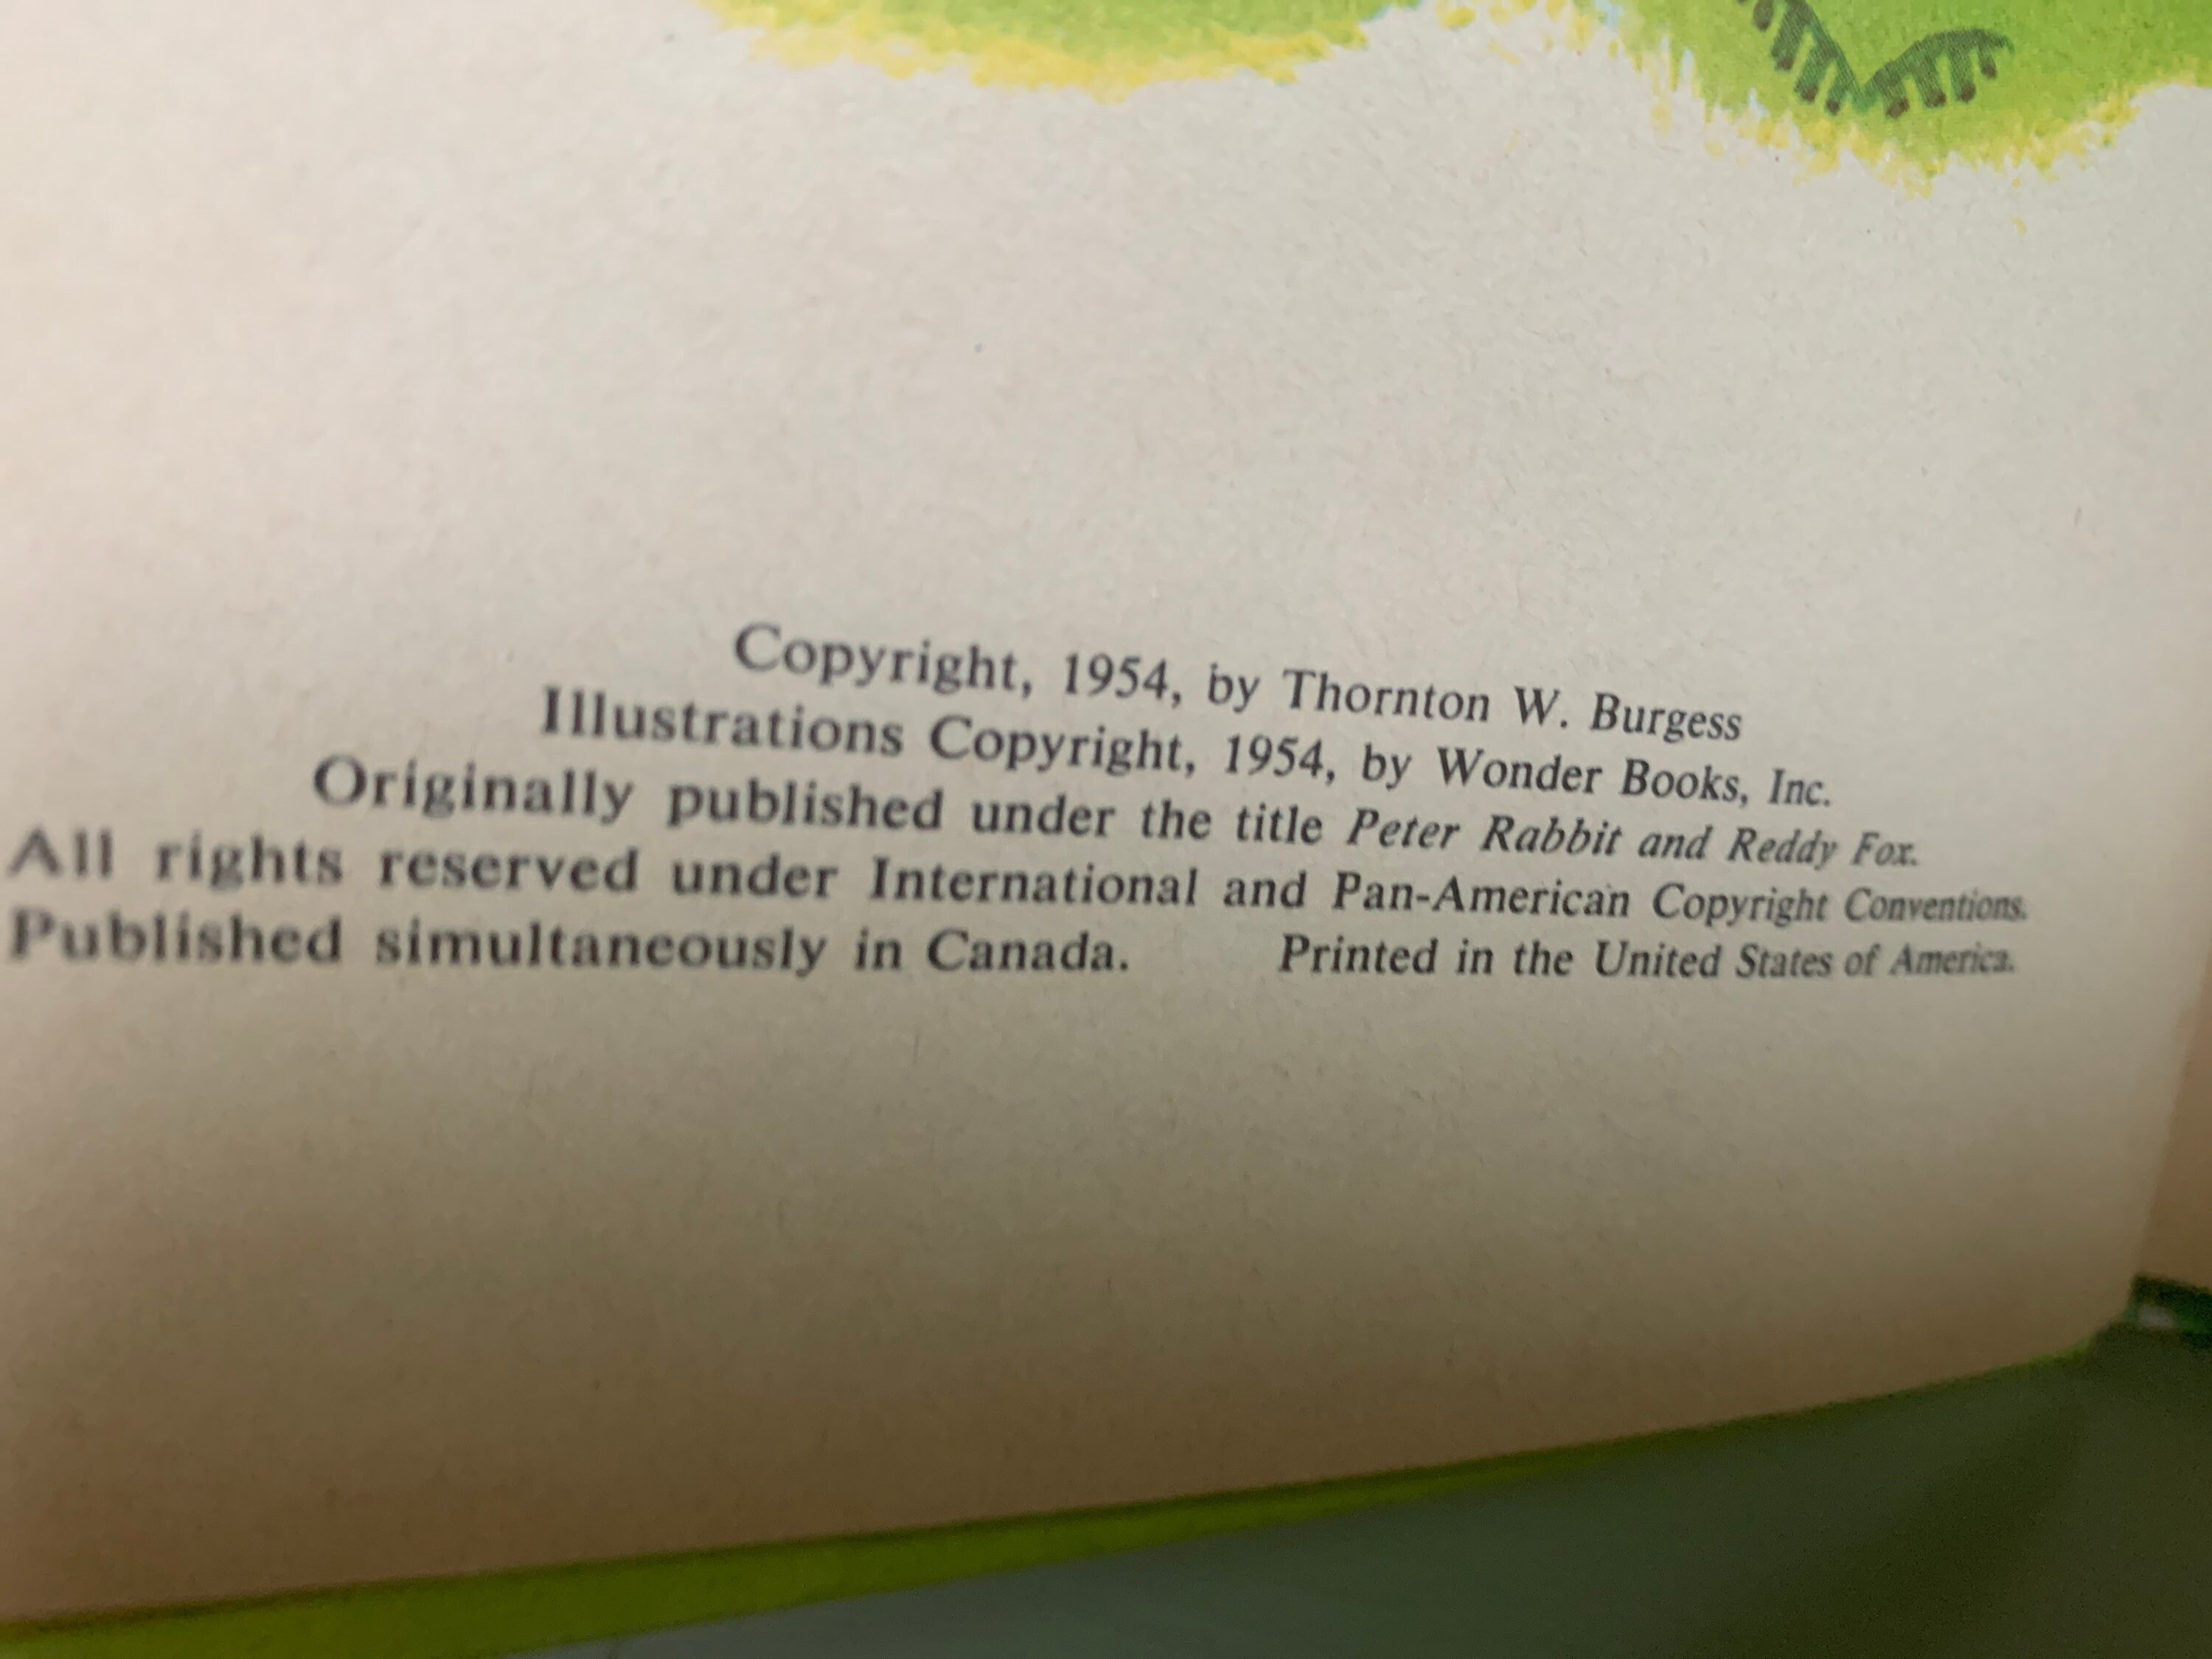 Copyright, 1954, by Thornton W. Burgess
Illustrations Copyright, 1954, by Wonder Books, Inc.
Originally published under the title Peter Rabbit and Reddy Fox.
All rights reserved under International and Pan-American Copyright Conventions.
Published simultaneously in Canada. Printed in the United States of America.